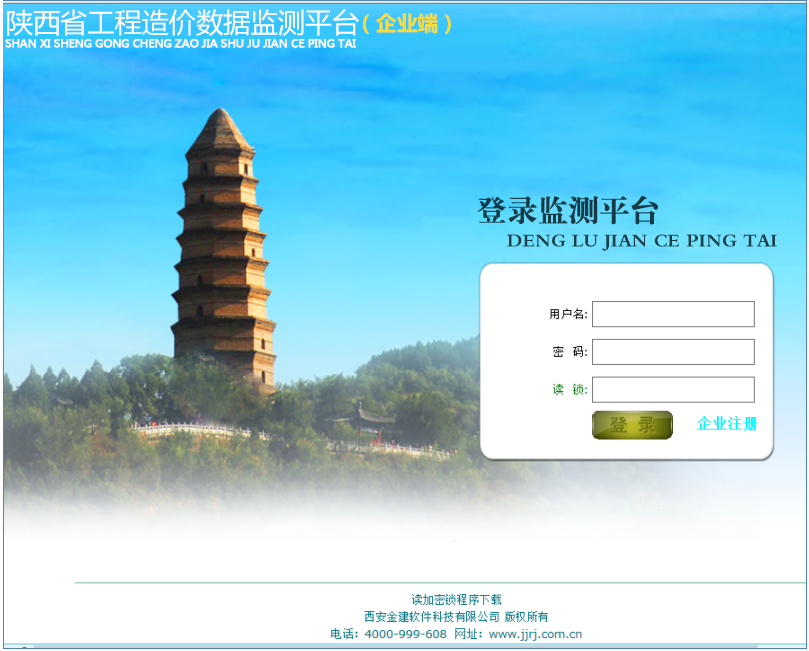 陕西省工程造价数据监测平台（企业端）
SHAN XI SHENG GONG CHENG ZAO JIA SHU JU JIAN CE PING TAI
登录监测平台
DENG LU JIAN CE PING TAI
用户名:
密 码:
读 锁:
登 录 企业注册
读加密锁程序下载
西安金建软件科技有限公司 版权所有
电话：4000-999-608 网址：www.jjrj.com.cn